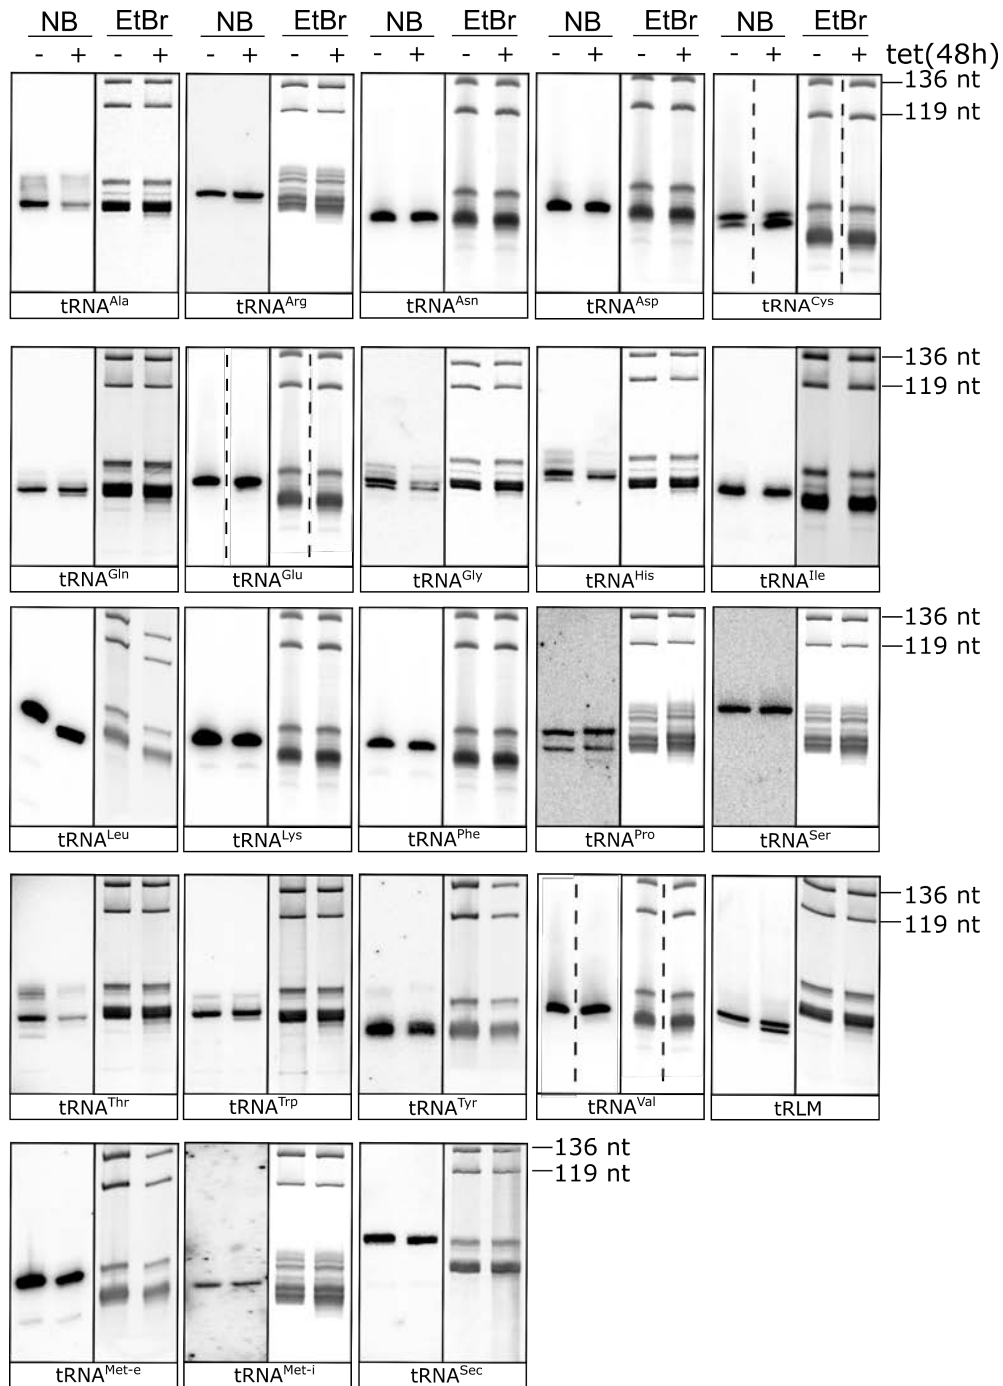 NB EtBr NB EtBr NB EtBr NB EtBr NB EtBr
- + - + - + - + - + - + - + - + - + - + tet(48h)
136 nt
119 nt
tRNAAla tRNAArg tRNAAsn tRNAAsp tRNACys
136 nt
119 nt
tRNAGln tRNAGlu tRNAGly tRNAHis tRNAIle
136 nt
119 nt
tRNALeu tRNALys tRNAPhe tRNAPro tRNASer
136 nt
119 nt
tRNAThr tRNATrp tRNATyr tRNAVal tRLM
136 nt
119 nt
tRNAMet-e tRNAMet-i tRNASec